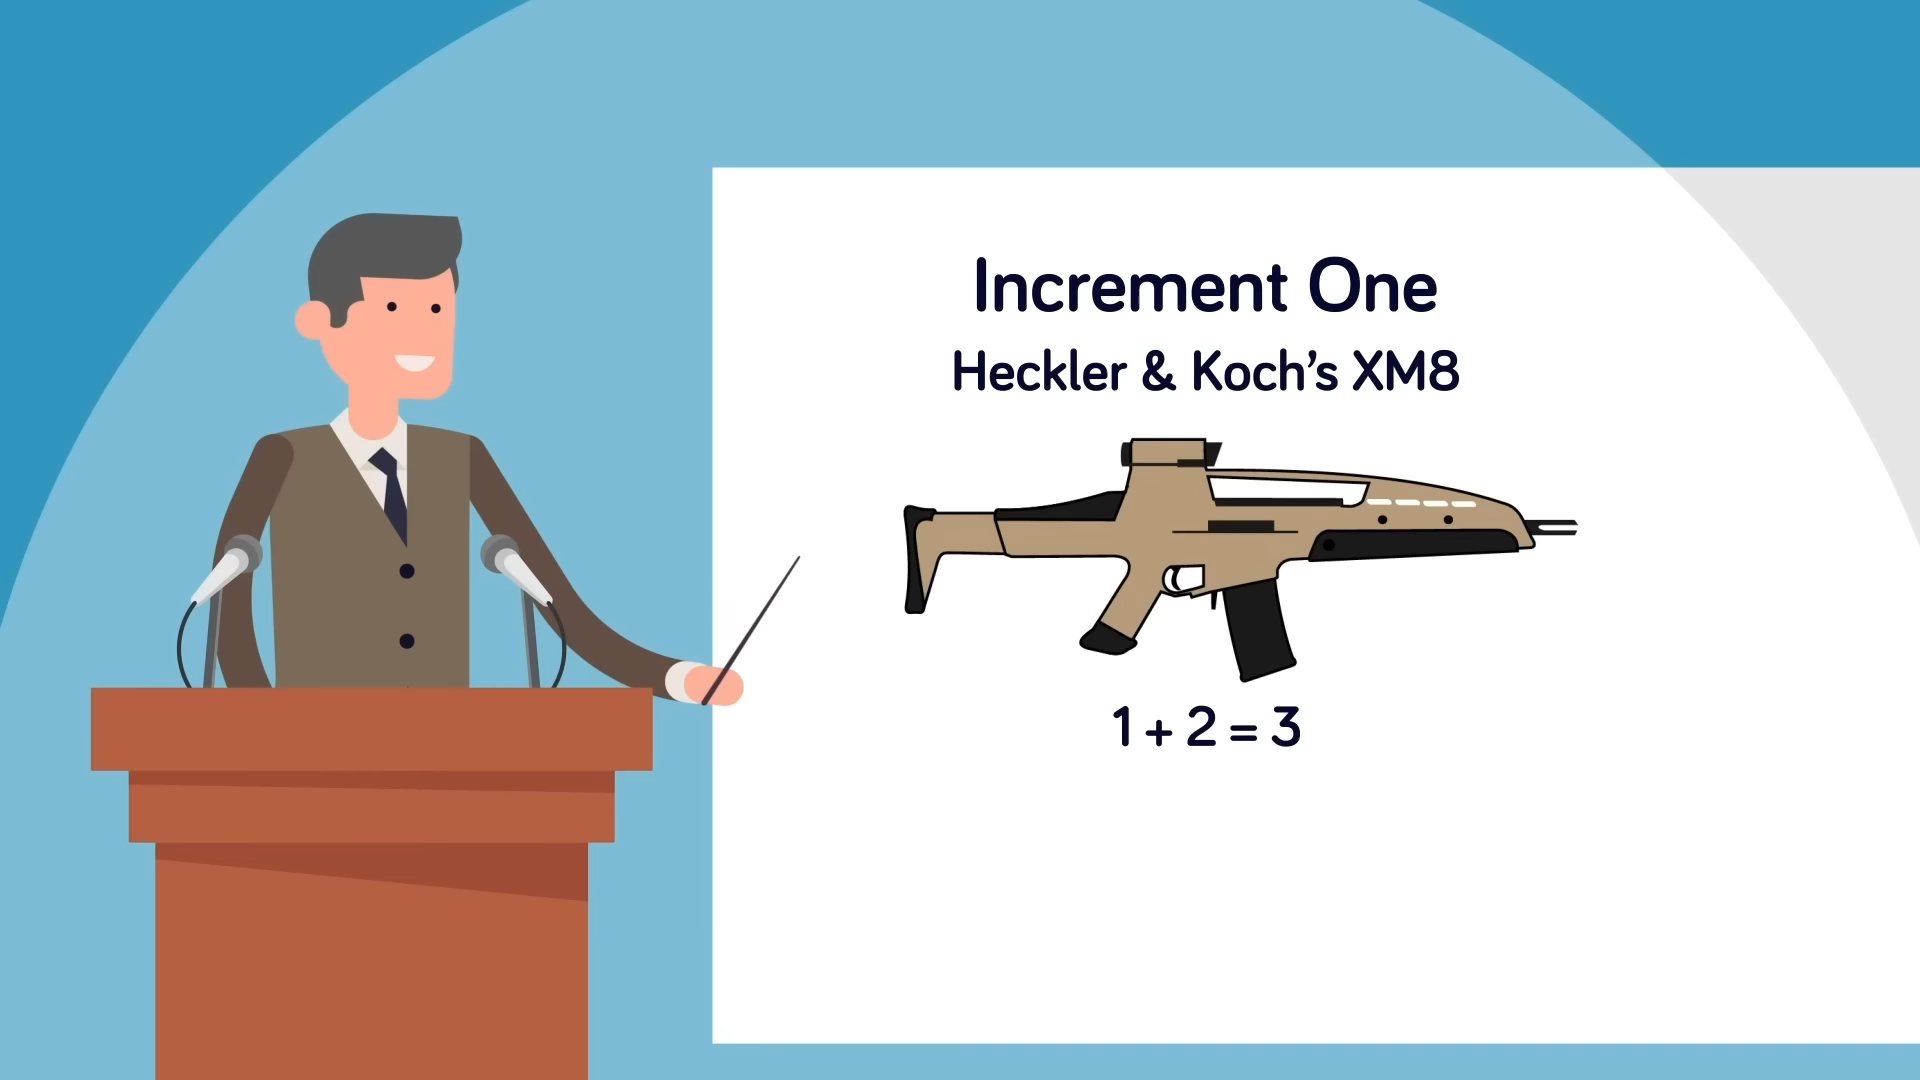 Increment One
Heckler & Koch’s XM8
1 + 2 = 3